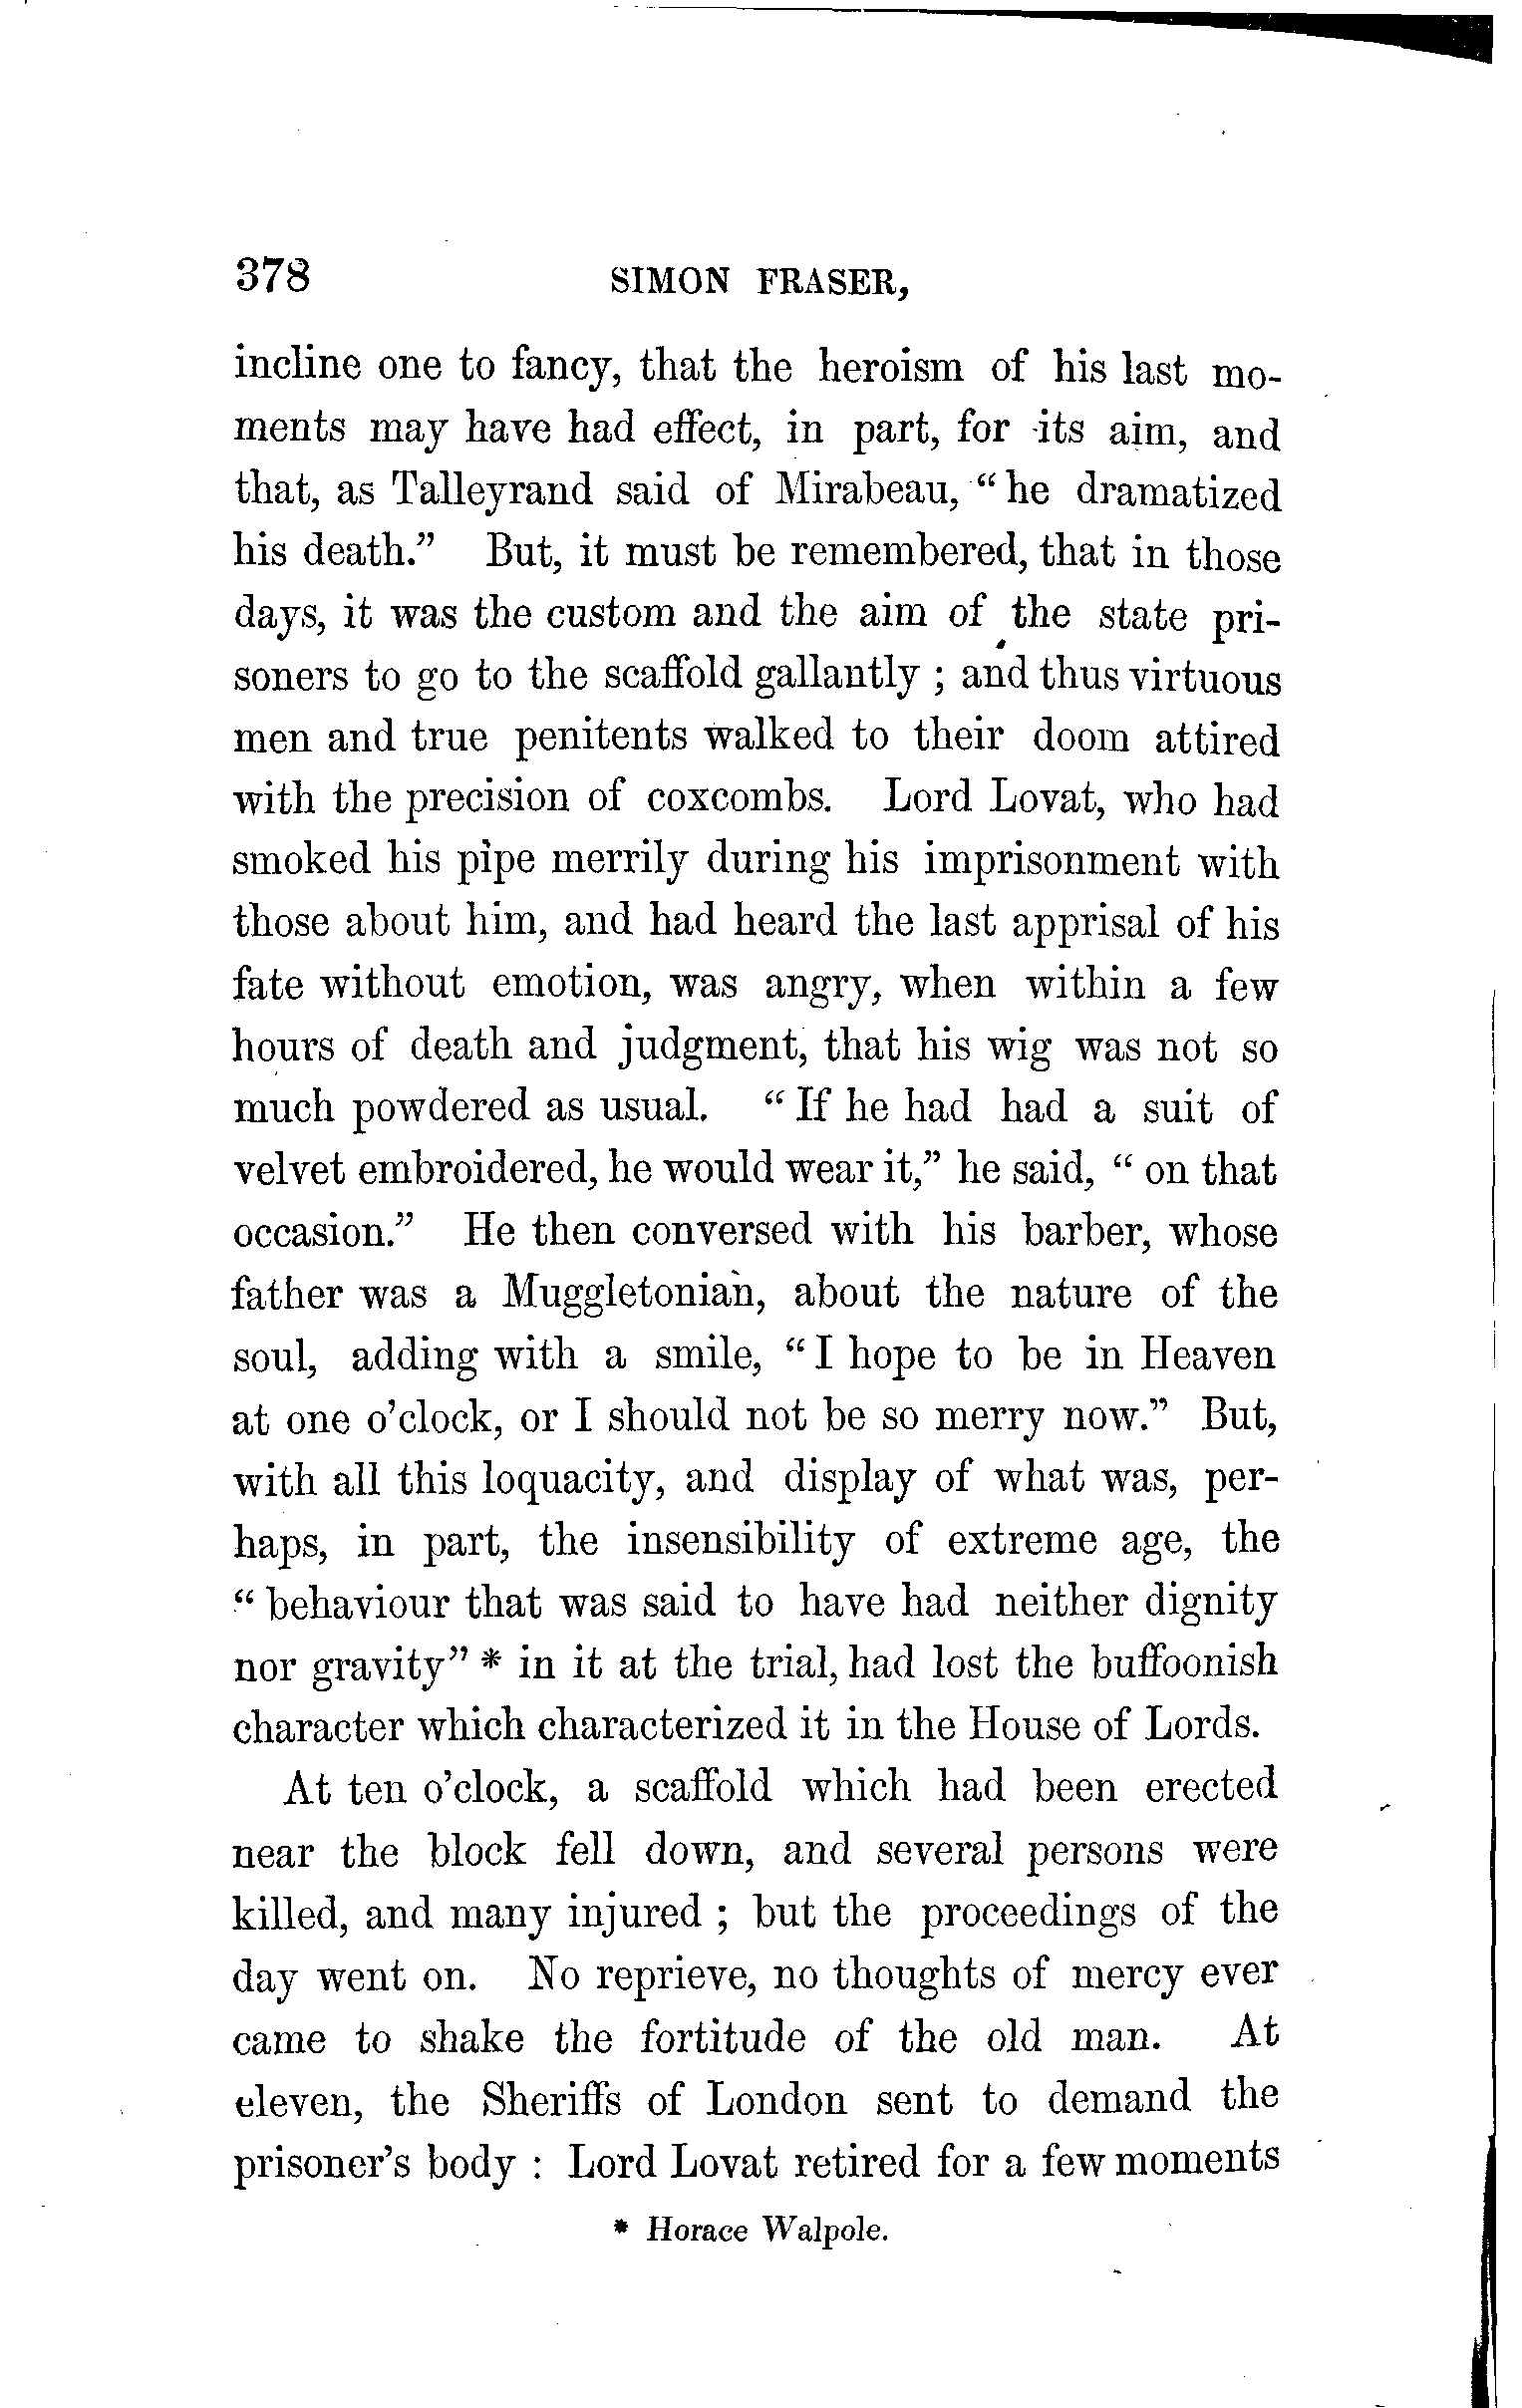 378 SIMON FRASER,
incline one to fancy, that the heroism of his last mo-
ments may have had effect, in part, for its aim, and
that, as Talleyrand said of Mirabeau, “ he dramatized
his death.” But, it must be remembered, that in those
days, it was the custom and the aim of the state pri-
soners to go to the scaffold gallantly ; and thus virtuous
men and true penitents walked to their doom attired
with the precision of coxcombs. Lord Lovat, who had
smoked his pipe merrily during his imprisonment with
those about him, and had heard the last apprisal of his
fate without emotion, was angry, when within a few
hours of death and judgment, that his wig was not so
much powdered as usual. “ If he had had a suit of
velvet embroidered, he would wear it,” he said, “ on that
occasion.” He then conversed with his barber, whose
father was a Muggletonian, about the nature of the
soul, adding with a smile, “ I hope to be in Heaven
at one o’clock, or I should not be so merry now.” But,
with all this loquacity, and display of what was, per-
haps, in part, the insensibility of extreme age, the
“ behaviour that was said to have had neither dignity
nor gravity” * in it at the trial, had lost the buffoonish
character which characterized it in the House of Lords.
At ten o’clock, a scaffold which had been erected
near the block fell down, and several persons were
killed, and many injured ; but the proceedings of the
day went on. No reprieve, no thoughts of mercy ever
came to shake the fortitude of the old man. At
eleven, the Sheriffs of London sent to demand the
prisoner’s body : Lord Lovat retired for a few moments
* Horace Walpole.